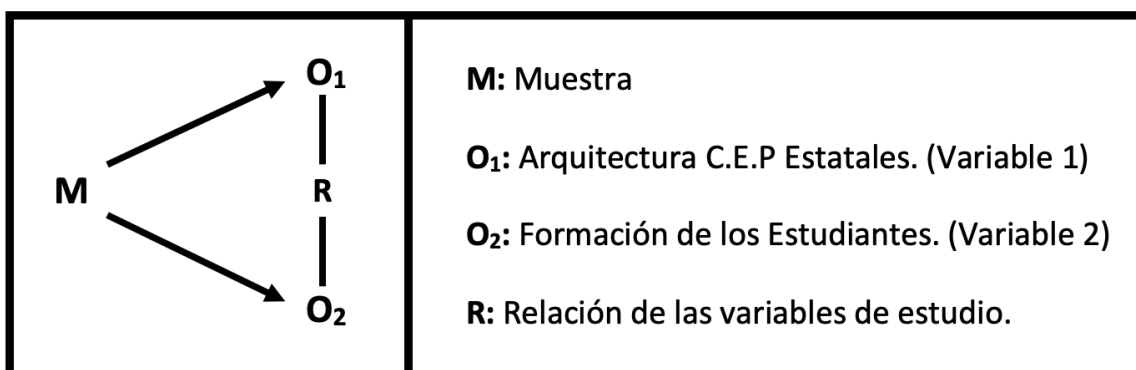 O₁
M
R
O₂
M: Muestra
O₁: Arquitectura C.E.P Estatales. (Variable 1)
O₂: Formación de los Estudiantes. (Variable 2)
R: Relación de las variables de estudio.